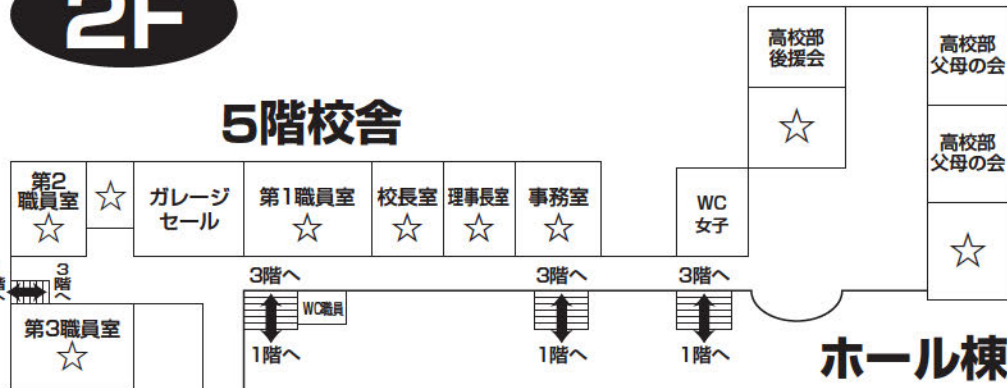 2F
5階校舎
高校部
後援会
☆
高校部
父母の会
高校部
父母の会
☆
第2
職員室
☆
☆
ガレージ
セール
第1職員室
☆
校長室
☆
理事長室
☆
事務室
☆
WC
女子
3階へ
階へ
3階へ
3階へ
3階へ
WC職員
第3職員室
☆
1階へ
1階へ
1階へ
ホール棟